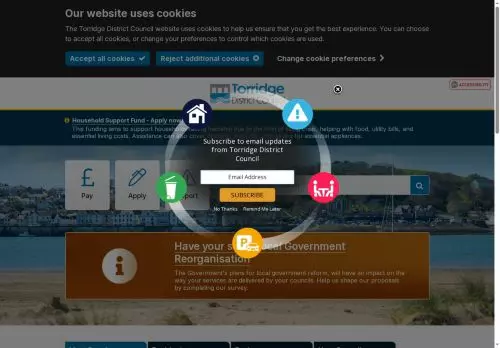 Our website uses cookies
The Torridge District Council website uses cookies to help us ensure that you get the best experience. You can choose
to accept all cookies, or change your preferences to control which cookies are used.
Accept all cookies
Reject additional cookies
Change cookie preferences
Torridge
DISTRICT COUNCIL
ACCESSIBILITY
Household Support Fund - Apply now
The funding aims to support households
helping with food, utility bills, and
essential living costs. Assistance can also
for essential appliances.
Subscribe to email updates
from Torridge District
Council
Email Address
SUBSCRIBE
No Thanks
Remind Me Later
Pay
Apply
Have your say
Local Government
Reorganisation
The Government's plans for local government reform, will have an impact on the
way your services are delivered by your councils. Help us shape our proposals
by completing our survey.